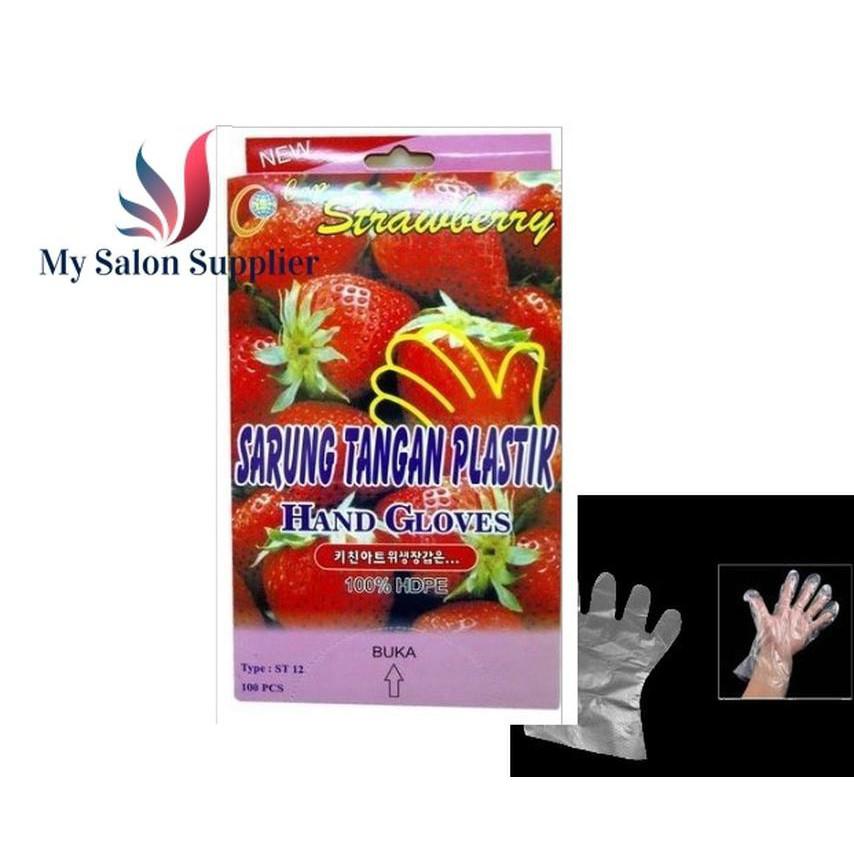 NEW
Cap
Strawberry
My Salon Supplier
SARUNG TANGAN PLASTIK
HAND GLOVES
키친아트위생장갑은...
100% HDPE
BUKA
Type : ST 12
100 PCS